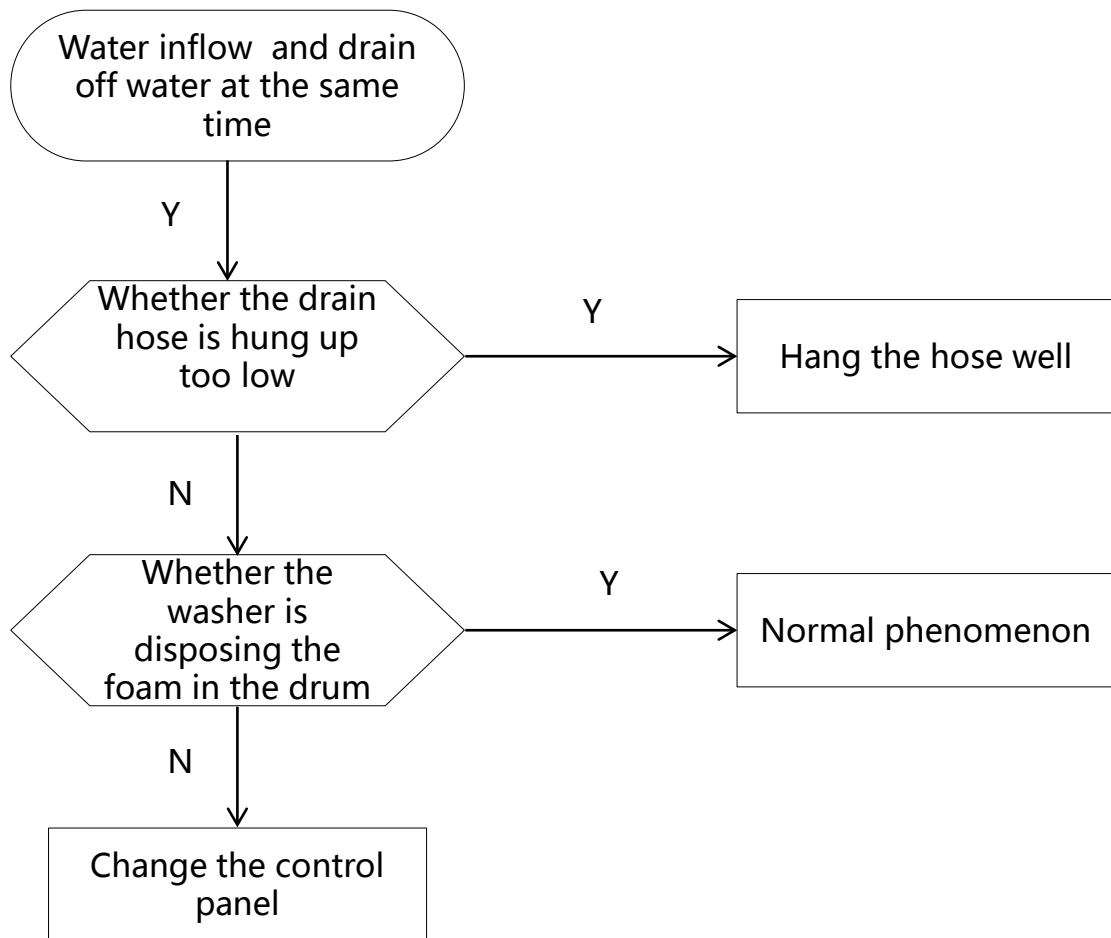 Water inflow  and drain
off water at the same
time
Y
Whether the drain
hose is hung up
too low
Y
Hang the hose well
N
Whether the
washer is
disposing the
foam in the drum
Y
Normal phenomenon
N
Change the control
panel